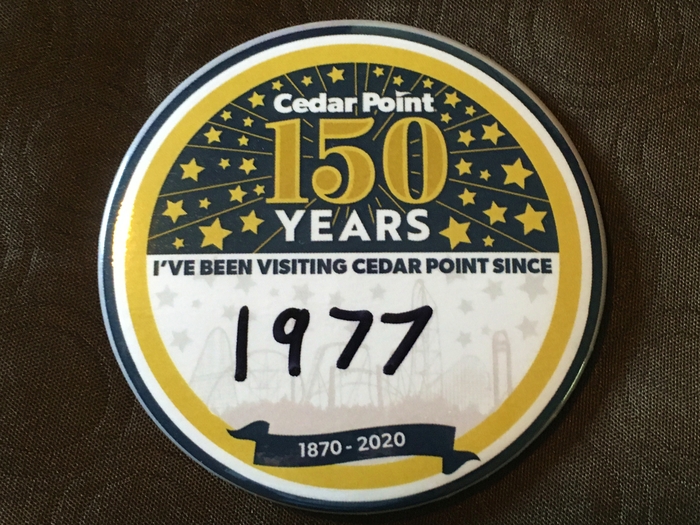 Cedar Point
150
YEARS
I'VE BEEN VISITING CEDAR POINT SINCE
1977
1870 - 2020